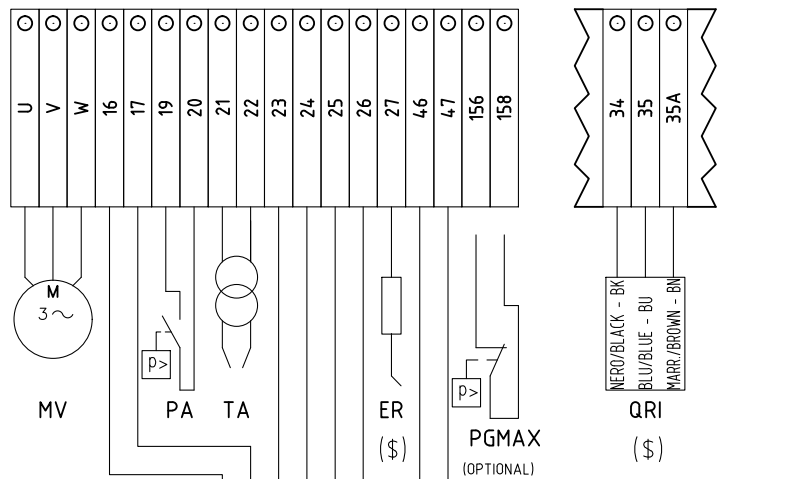 U V W 16 17 19 20 21 22 23 24 25 26 27 46 47 156 158 34 35 35A
M
3~
NERO/BLACK - BK
BLU/BLUE - BU
MARR./BROWN - BN
p>
p>
MV PA TA ER QRI
PGMAX
($) ($)
(OPTIONAL)